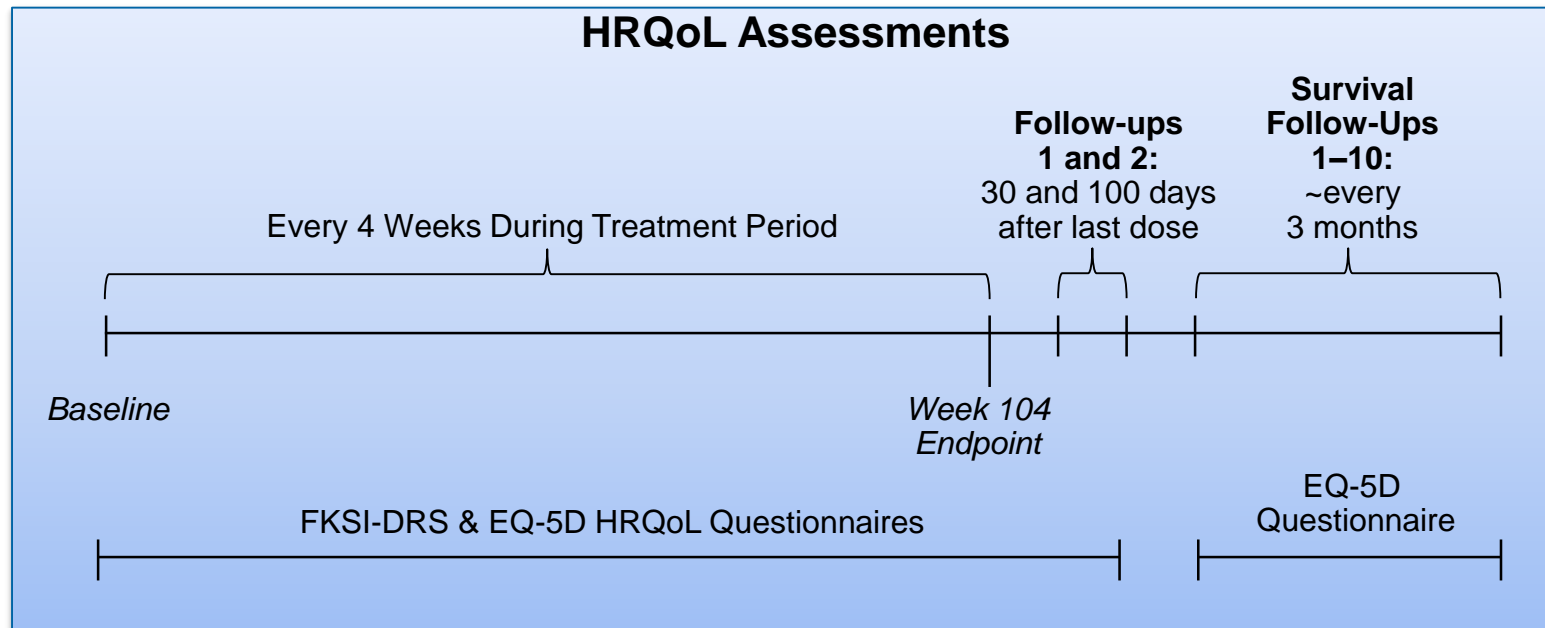 HRQoL Assessments
Every 4 Weeks During Treatment Period
Follow-ups
1 and 2:
30 and 100 days
after last dose
Survival
Follow-Ups
1–10:
~every
3 months
Baseline
Week 104
Endpoint
FKSI-DRS & EQ-5D HRQoL Questionnaires
EQ-5D
Questionnaire